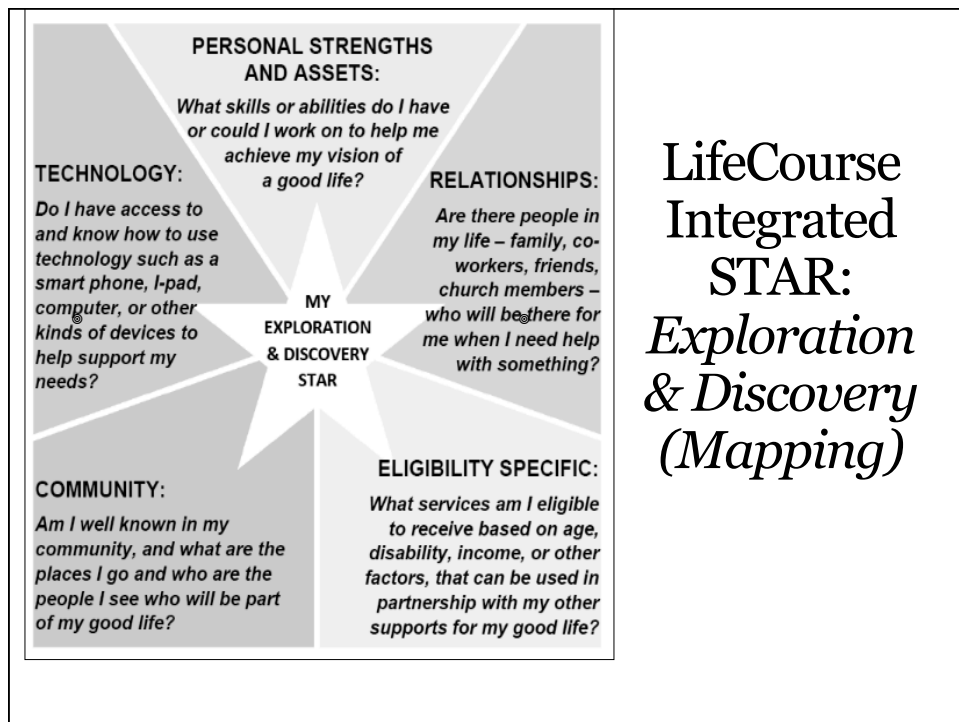 PERSONAL STRENGTHS
AND ASSETS:
What skills or abilities do I have
or could I work on to help me
achieve my vision of
a good life?
TECHNOLOGY:
Do I have access to
and know how to use
technology such as a
smart phone, I-pad,
computer, or other
kinds of devices to
help support my
needs?
RELATIONSHIPS:
Are there people in
my life – family, co-
workers, friends,
church members –
who will be there for
me when I need help
with something?
MY
EXPLORATION
& DISCOVERY
STAR
COMMUNITY:
Am I well known in my
community, and what are the
places I go and who are the
people I see who will be part
of my good life?
ELIGIBILITY SPECIFIC:
What services am I eligible
to receive based on age,
disability, income, or other
factors, that can be used in
partnership with my other
supports for my good life?
LifeCourse
Integrated
STAR:
Exploration
& Discovery
(Mapping)